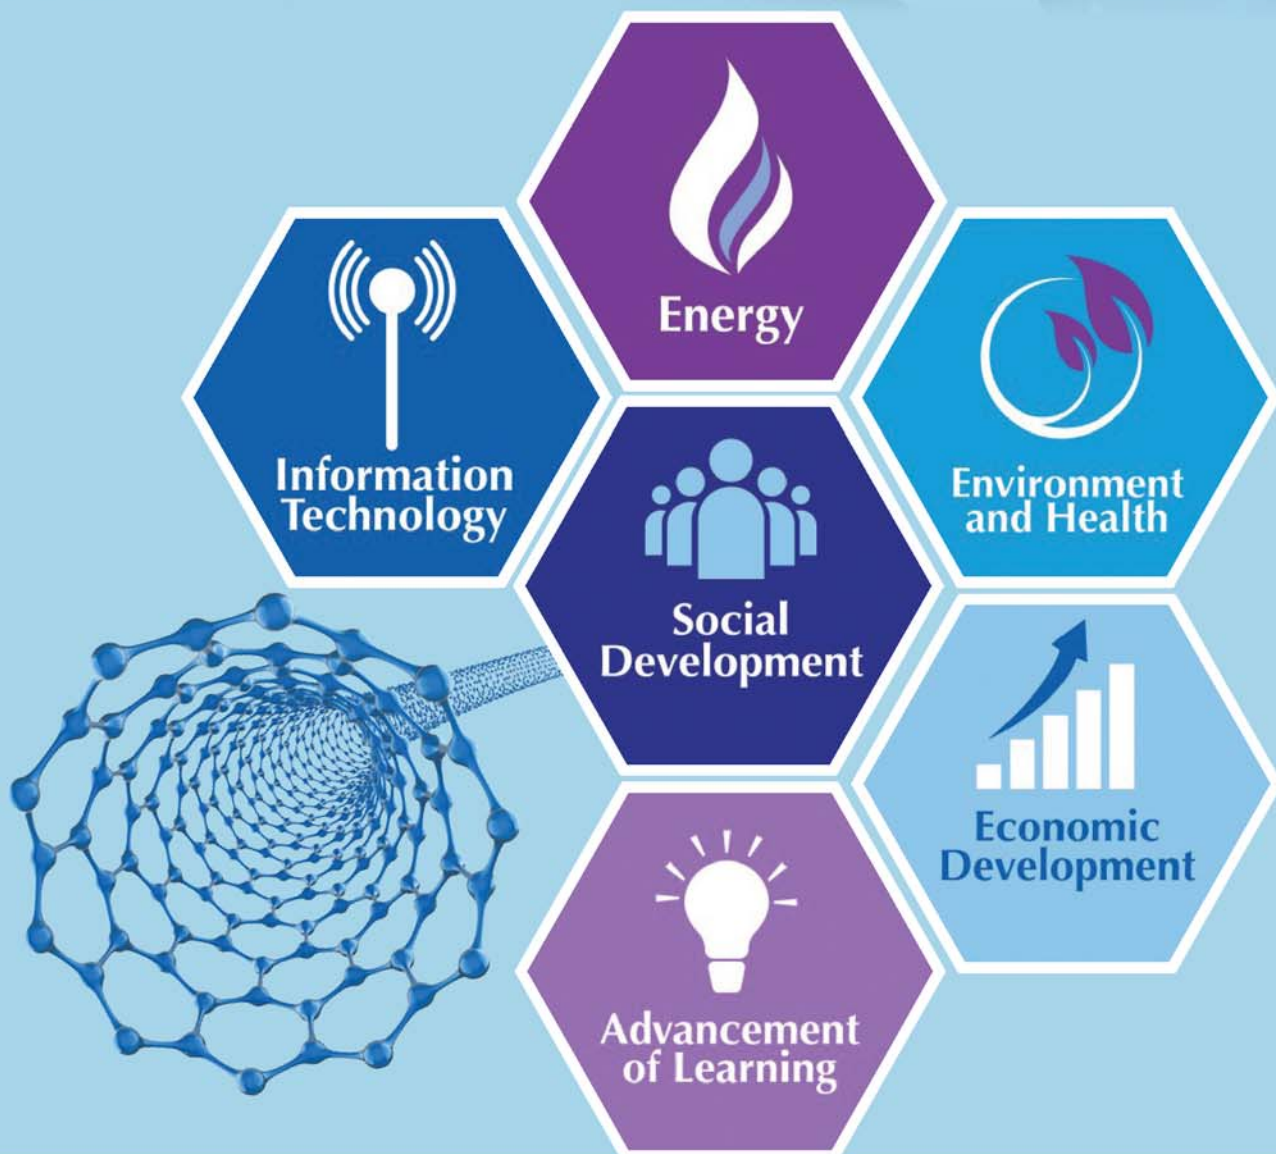 Energy
Information
Technology
Environment
and Health
Social
Development
Economic
Development
Advancement
of Learning